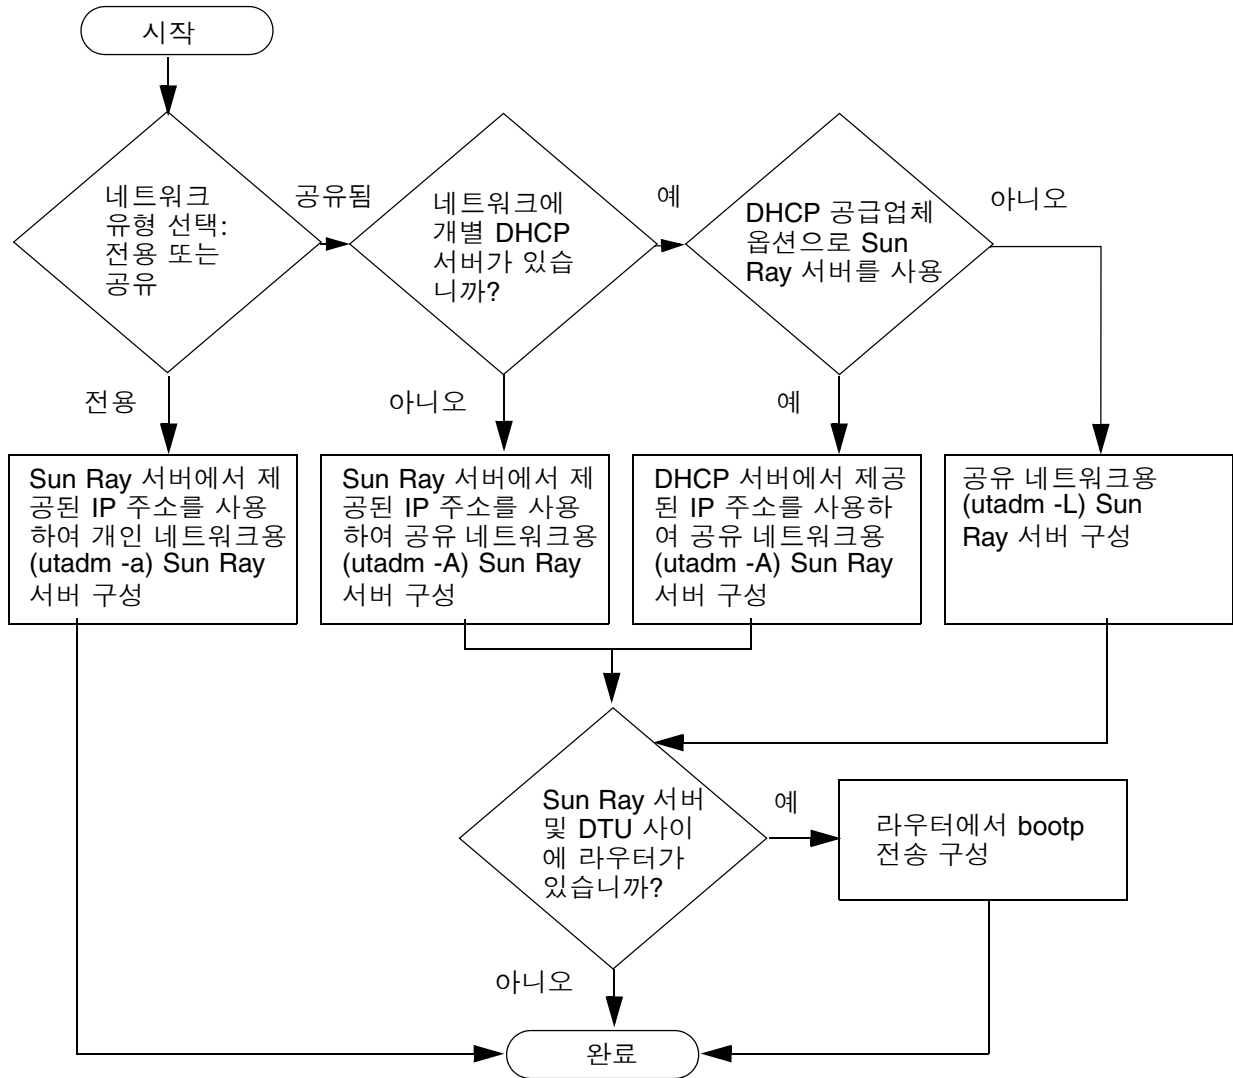 시작
네트워크
유형 선택:
전용 또는
공유
공유됨
네트워크에
개별 DHCP
서버가 있습
니까?
예
DHCP 공급업체
옵션으로 Sun
Ray 서버를 사용
아니오
전용
아니오
예
Sun Ray 서버에서 제
공된 IP 주소를 사용
하여 개인 네트워크용
(utadm -a) Sun Ray
서버 구성
Sun Ray 서버에서 제
공된 IP 주소를 사용
하여 공유 네트워크용
(utadm -A) Sun Ray
서버 구성
DHCP 서버에서 제공
된 IP 주소를 사용하
여 공유 네트워크용
(utadm -A) Sun Ray
서버 구성
공유 네트워크용
(utadm -L) Sun
Ray 서버 구성
Sun Ray 서버
및 DTU 사이
에 라우터가
있습니까?
예
라우터에서 bootp
전송 구성
아니오
완료